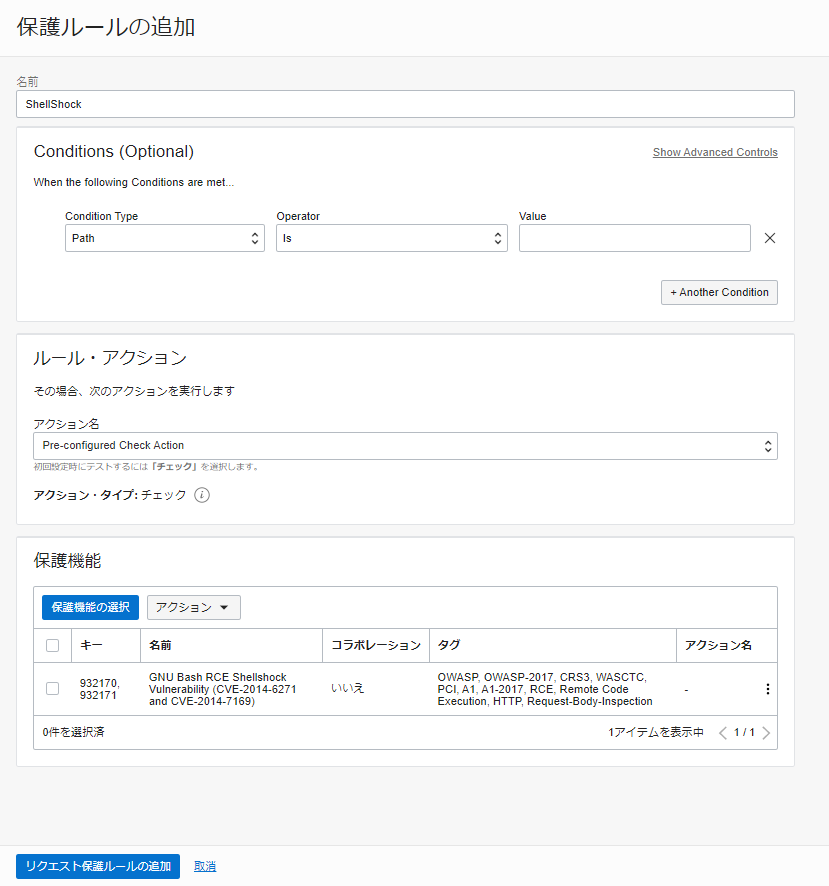 保護ルールの追加
名前
ShellShock
Conditions (Optional)
Show Advanced Controls
When the following Conditions are met...
Condition Type
Operator
Value
Path
Is
+ Another Condition
ルール・アクション
その場合、次のアクションを実行します
アクション名
Pre-configured Check Action
初回設定時にテストするには「チェック」を選択します。
アクション・タイプ: チェック
保護機能
保護機能の選択
アクション
キー
名前
コラボレーション
タグ
アクション名
932170,
932171
GNU Bash RCE Shellshock
Vulnerability (CVE-2014-6271
and CVE-2014-7169)
いいえ
OWASP, OWASP-2017, CRS3, WASCTC,
PCI, A1, A1-2017, RCE, Remote Code
Execution, HTTP, Request-Body-Inspection
-
0件を選択済
1アイテムを表示中
1 / 1
リクエスト保護ルールの追加
取消